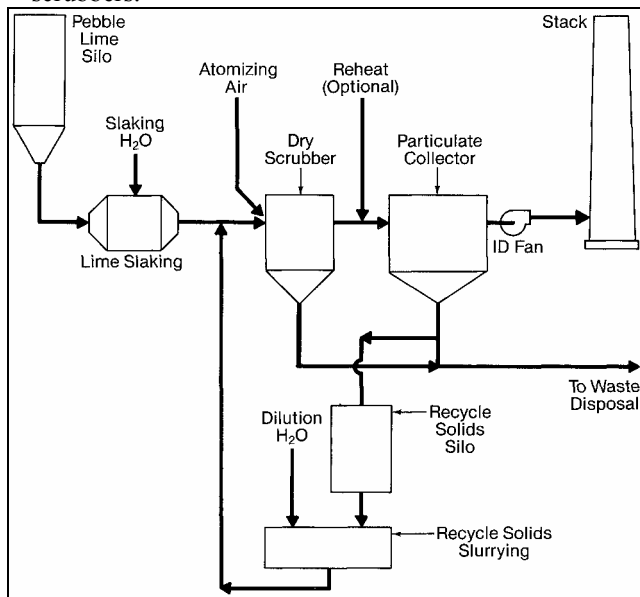 scrubbers.
Pebble
Lime
Silo
Stack
Atomizing
Air
Reheat
(Optional)
Slaking
H₂O
Dry
Scrubber
Particulate
Collector
Lime Slaking
ID Fan
To Waste
Disposal
Dilution
H₂O
Recycle
Solids
Silo
Recycle Solids
Slurrying